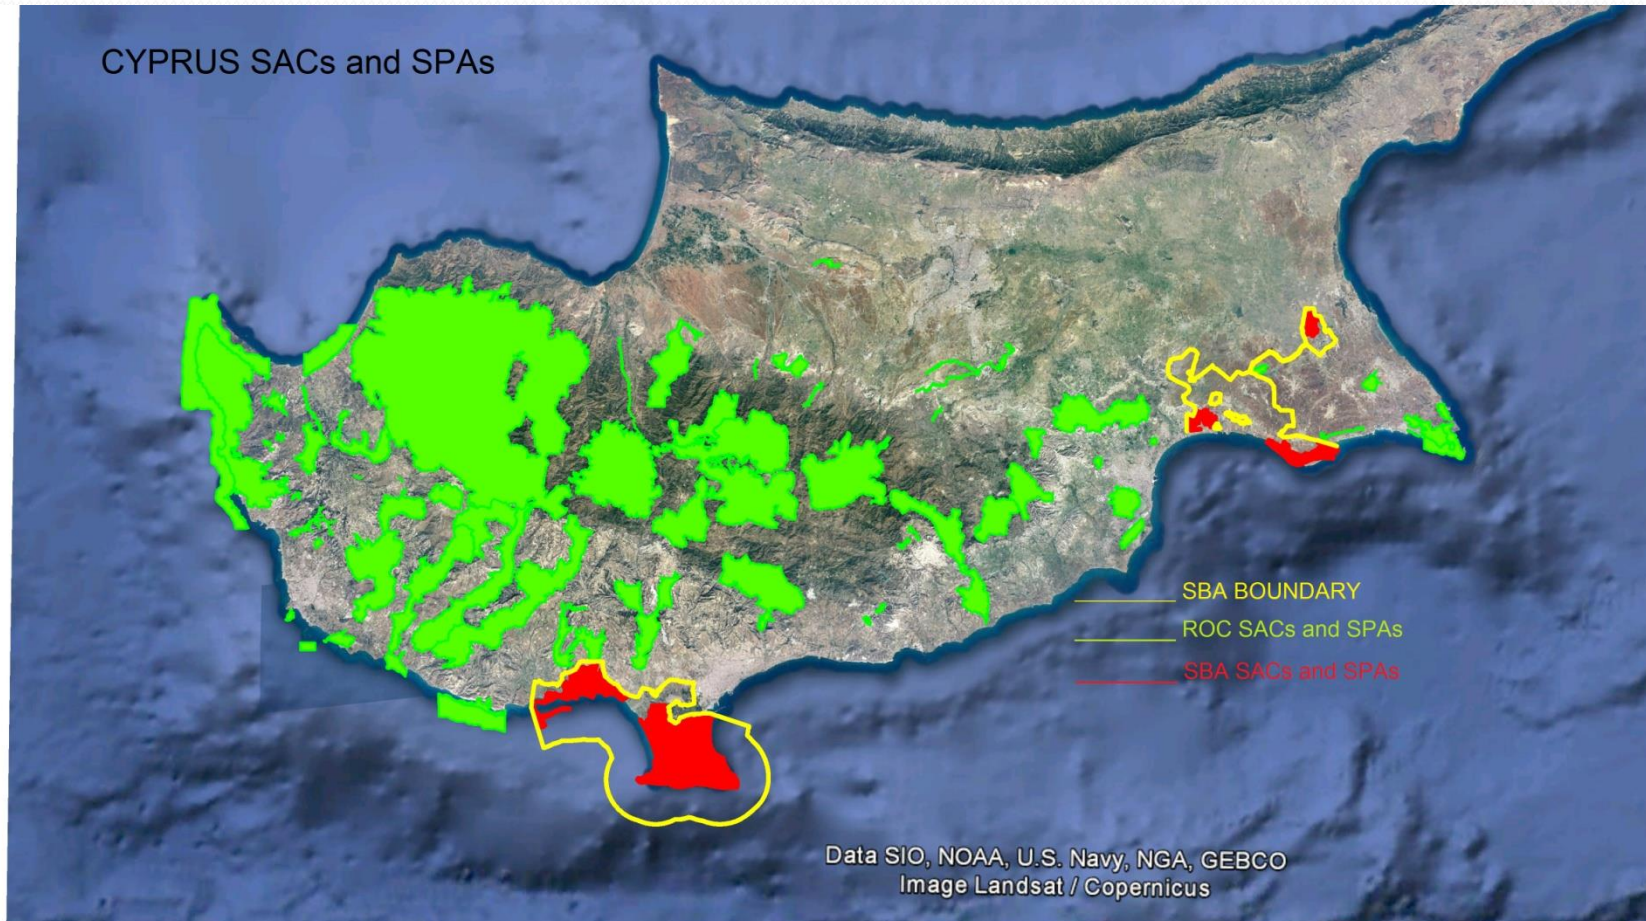 CYPRUS SACs and SPAs
SBA BOUNDARY
ROC SACs and SPAs
SBA SACs and SPAs
Data SIO, NOAA, U.S. Navy, NGA, GEBCO
Image Landsat / Copernicus